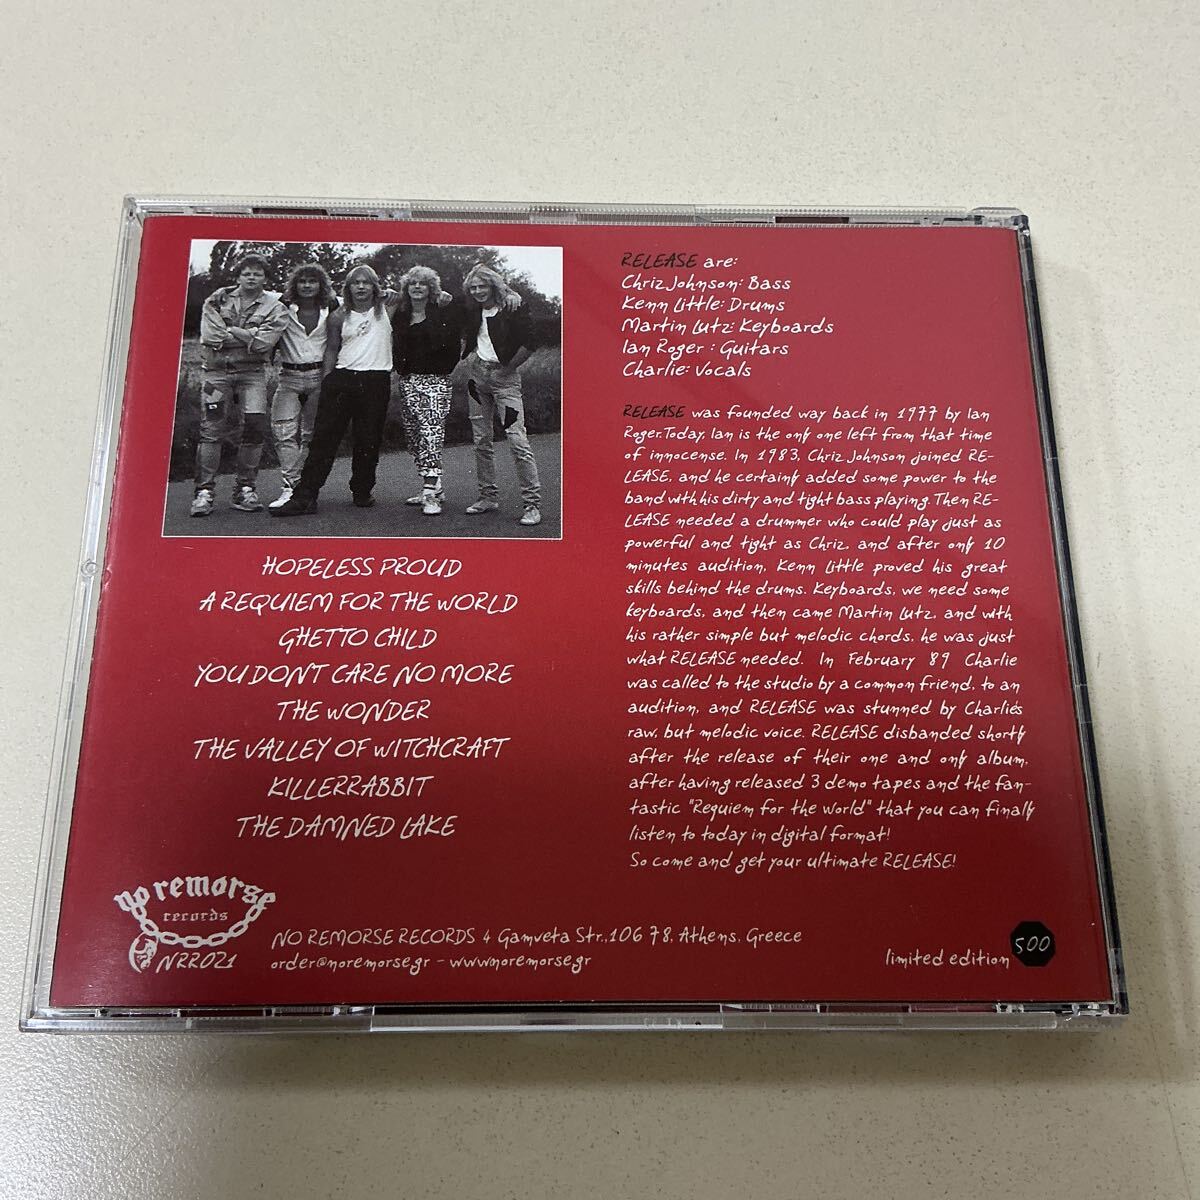 RELEASE are:
Chriz Johnson: Bass
Kenn Little: Drums
Martin Lutz: Keyboards
Ian Roger : Guitars
Charlie: Vocals
RELEASE was founded way back in 1977 by Ian
Roger.Today, Ian is the only one left from that time
of innocense. In 1983, Chriz Johnson joined RE-
LEASE, and he certainly added some power to the
band with his dirty and tight bass playing. Then RE-
LEASE needed a drummer who could play just as
powerful and tight as Chriz, and after only 10
minutes audition, Kenn Little proved his great
skills behind the drums. Keyboards, we need some
keyboards, and then came Martin Lutz, and with
his rather simple but melodic chords, he was just
what RELEASE needed. In February 89 Charlie
was called to the studio by a common friend, to an
audition, and RELEASE was stunned by Charlie's
raw, but melodic voice. RELEASE disbanded shortly
after the release of their one and only album,
after having released 3 demo tapes and the fan-
tastic "Requiem for the world" that you can finally
listen to today in digital format!
So come and get your ultimate RELEASE!
HOPELESS PROUD
A REQUIEM FOR THE WORLD
GHETTO CHILD
YOU DON'T CARE NO MORE
THE WONDER
THE VALLEY OF WITCHCRAFT
KILLERRABBIT
THE DAMNED LAKE
no remorse
records
NRR021
NO REMORSE RECORDS 4 Gamveta Str.,106 78, Athens, Greece
order@noremorse.gr - www.noremorse.gr
limited edition 500